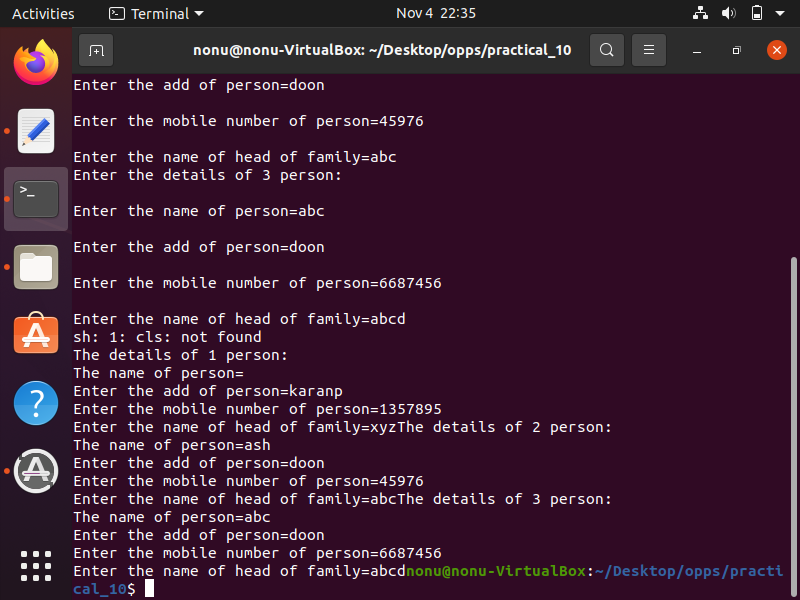 Activities
Terminal
Nov 4 22:35
nonu@nonu-VirtualBox: ~/Desktop/opps/practical_10
Enter the add of person=doon
Enter the mobile number of person=45976
Enter the name of head of family=abc
Enter the details of 3 person:
Enter the name of person=abc
Enter the add of person=doon
Enter the mobile number of person=6687456
Enter the name of head of family=abcd
sh: 1: cls: not found
The details of 1 person:
The name of person=
Enter the add of person=karanp
Enter the mobile number of person=1357895
Enter the name of head of family=xyzThe details of 2 person:
The name of person=ash
Enter the add of person=doon
Enter the mobile number of person=45976
Enter the name of head of family=abcThe details of 3 person:
The name of person=abc
Enter the add of person=doon
Enter the mobile number of person=6687456
Enter the name of head of family=abcdnonu@nonu-VirtualBox:~/Desktop/opps/practi
cal_10$